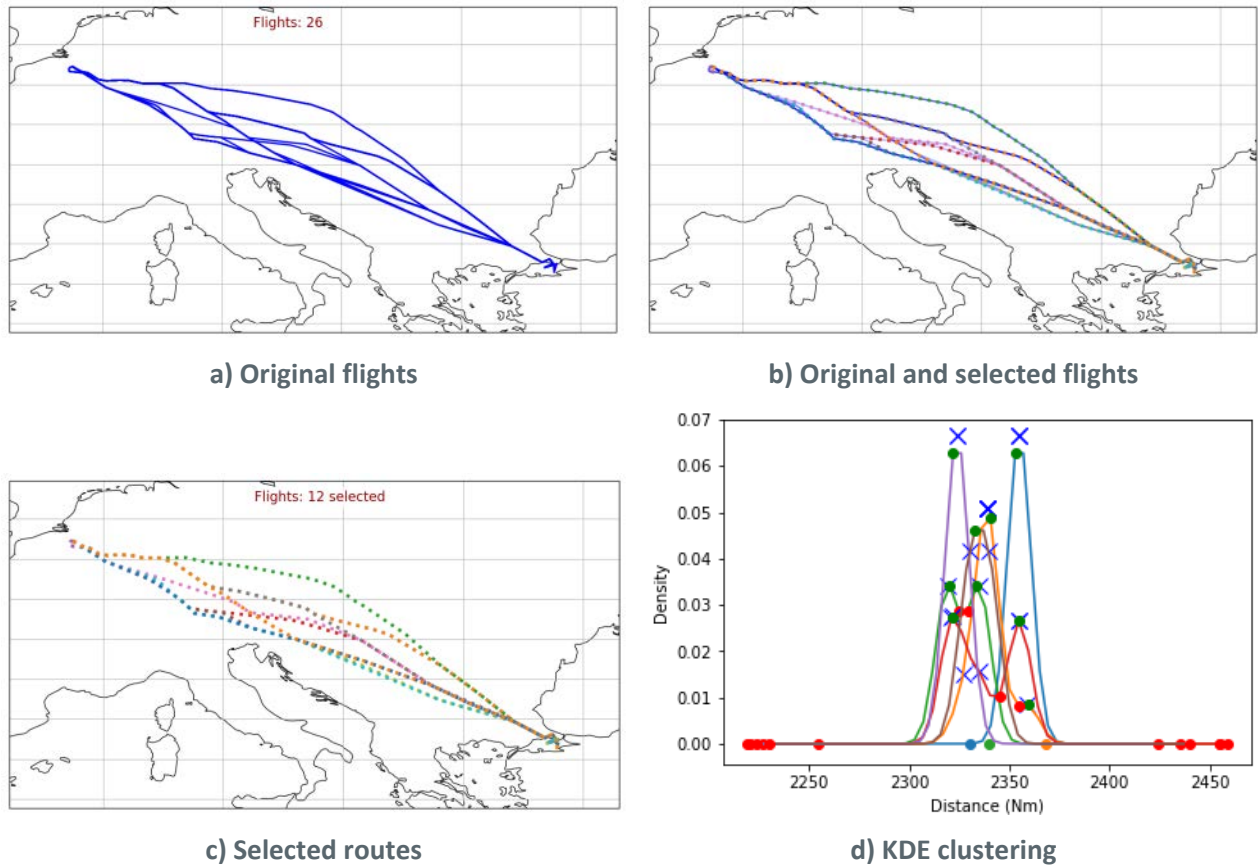 Flights: 26
a) Original flights
b) Original and selected flights
Flights: 12 selected
c) Selected routes
0.07
0.06
0.05
0.04
0.03
0.02
0.01
0.00
Density
2250
2300
2350
2400
2450
Distance (Nm)
d) KDE clustering